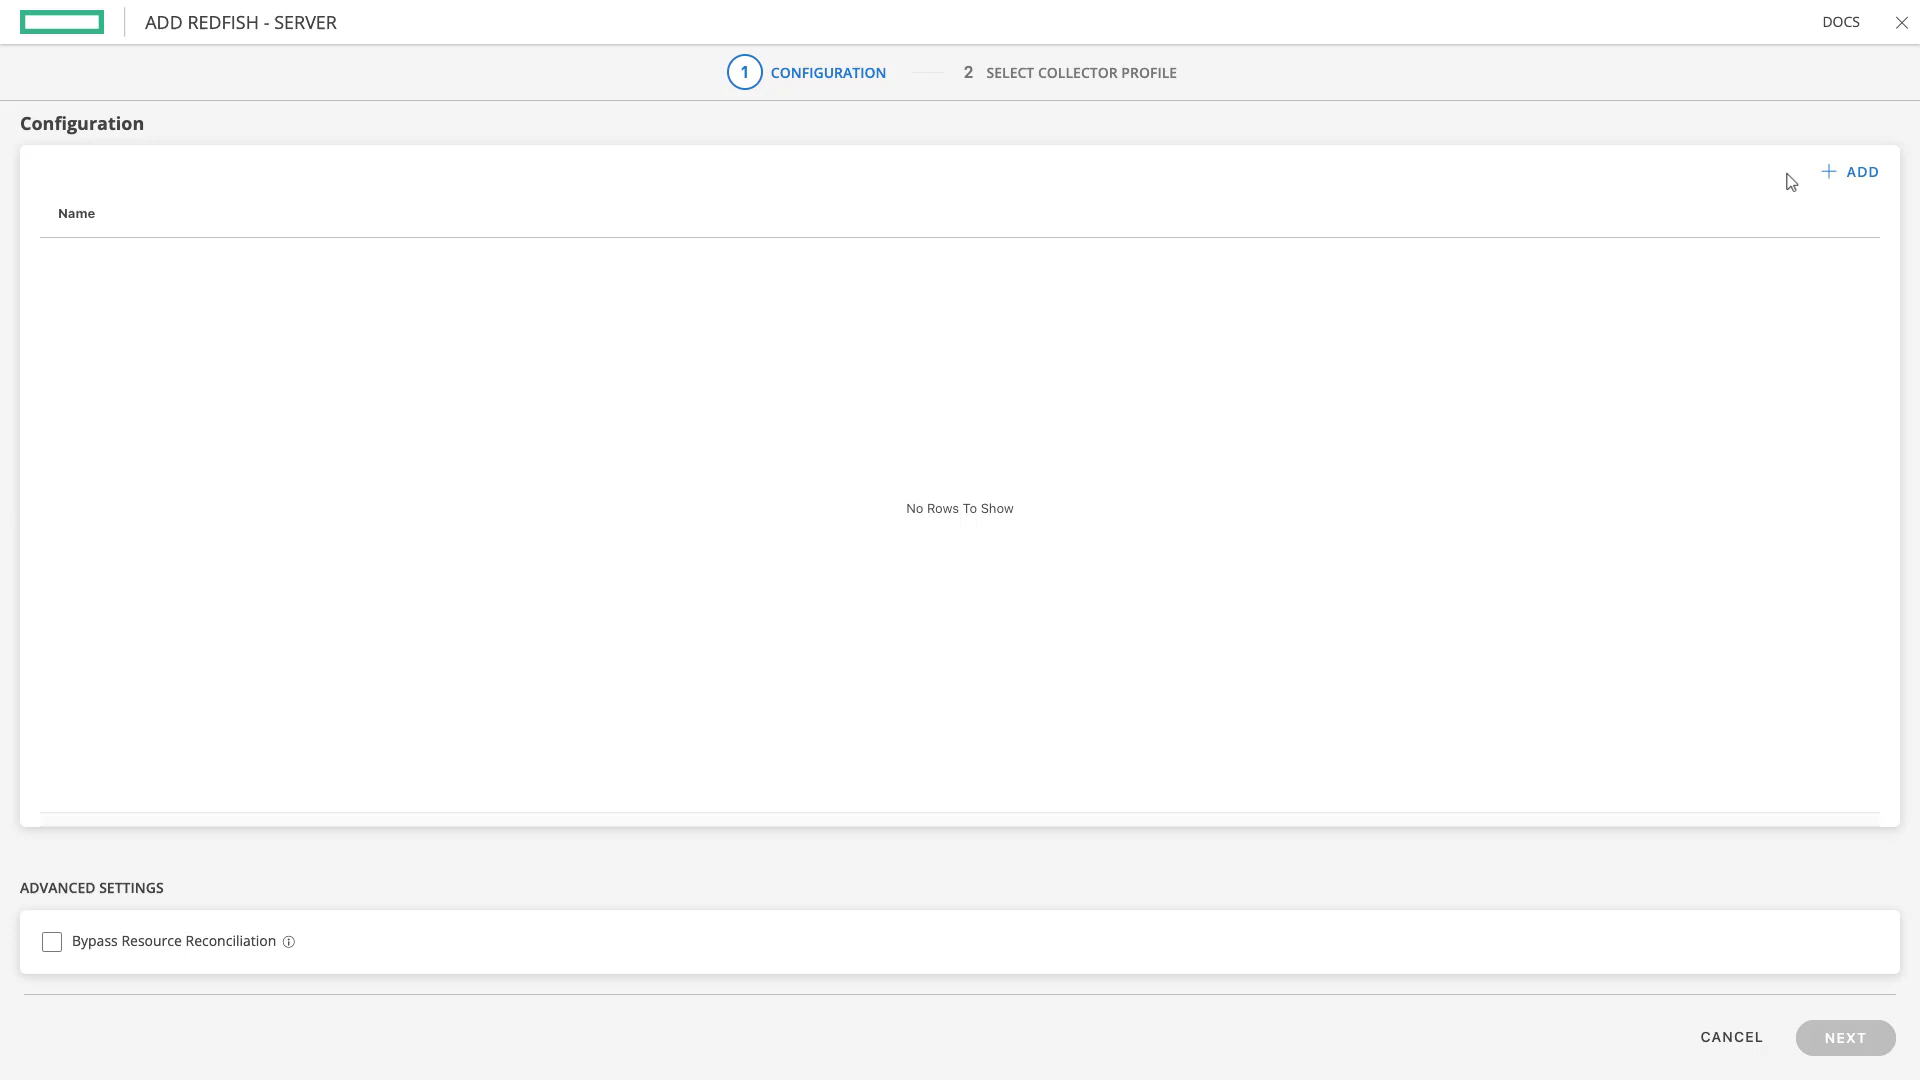 ADD REDFISH - SERVER
DOCS
1 CONFIGURATION
2 SELECT COLLECTOR PROFILE
Configuration
ADD
Name
No Rows To Show
ADVANCED SETTINGS
Bypass Resource Reconciliation
CANCEL
NEXT